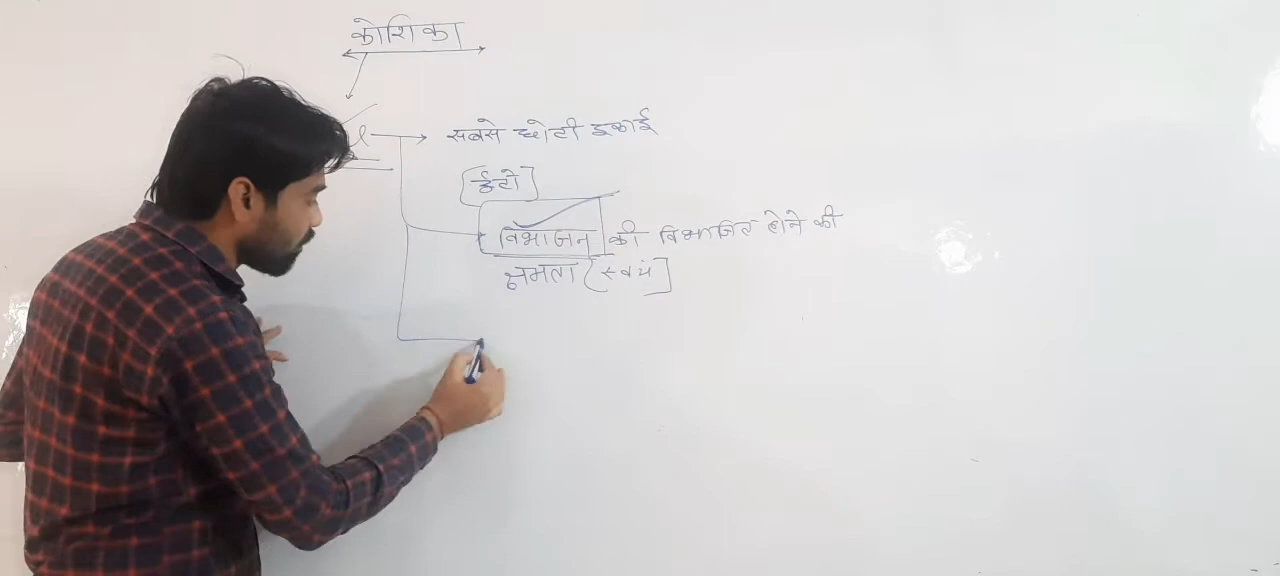 कोशिका
सबसे छोटी इकाई
[ईंटो]
विभाजन की विभाजित होने की
क्षमता [स्वयं]